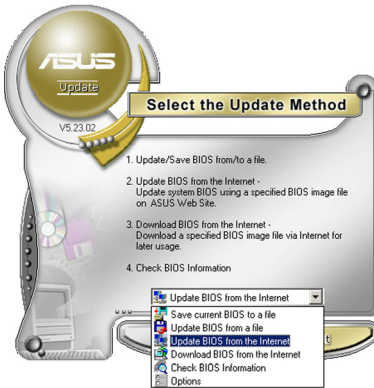 ASUS
Update
V5.23.02
Select the Update Method
1. Update/Save BIOS from/to a file.
2. Update BIOS from the Internet -
Update system BIOS using a specified BIOS image file
on ASUS Web Site.
3. Download BIOS from the Internet -
Download a specified BIOS image file via Internet for
later usage.
4. Check BIOS Information
Update BIOS from the Internet
Save current BIOS to a file
Update BIOS from a file
Update BIOS from the Internet
Download BIOS from the Internet
Check BIOS Information
Options